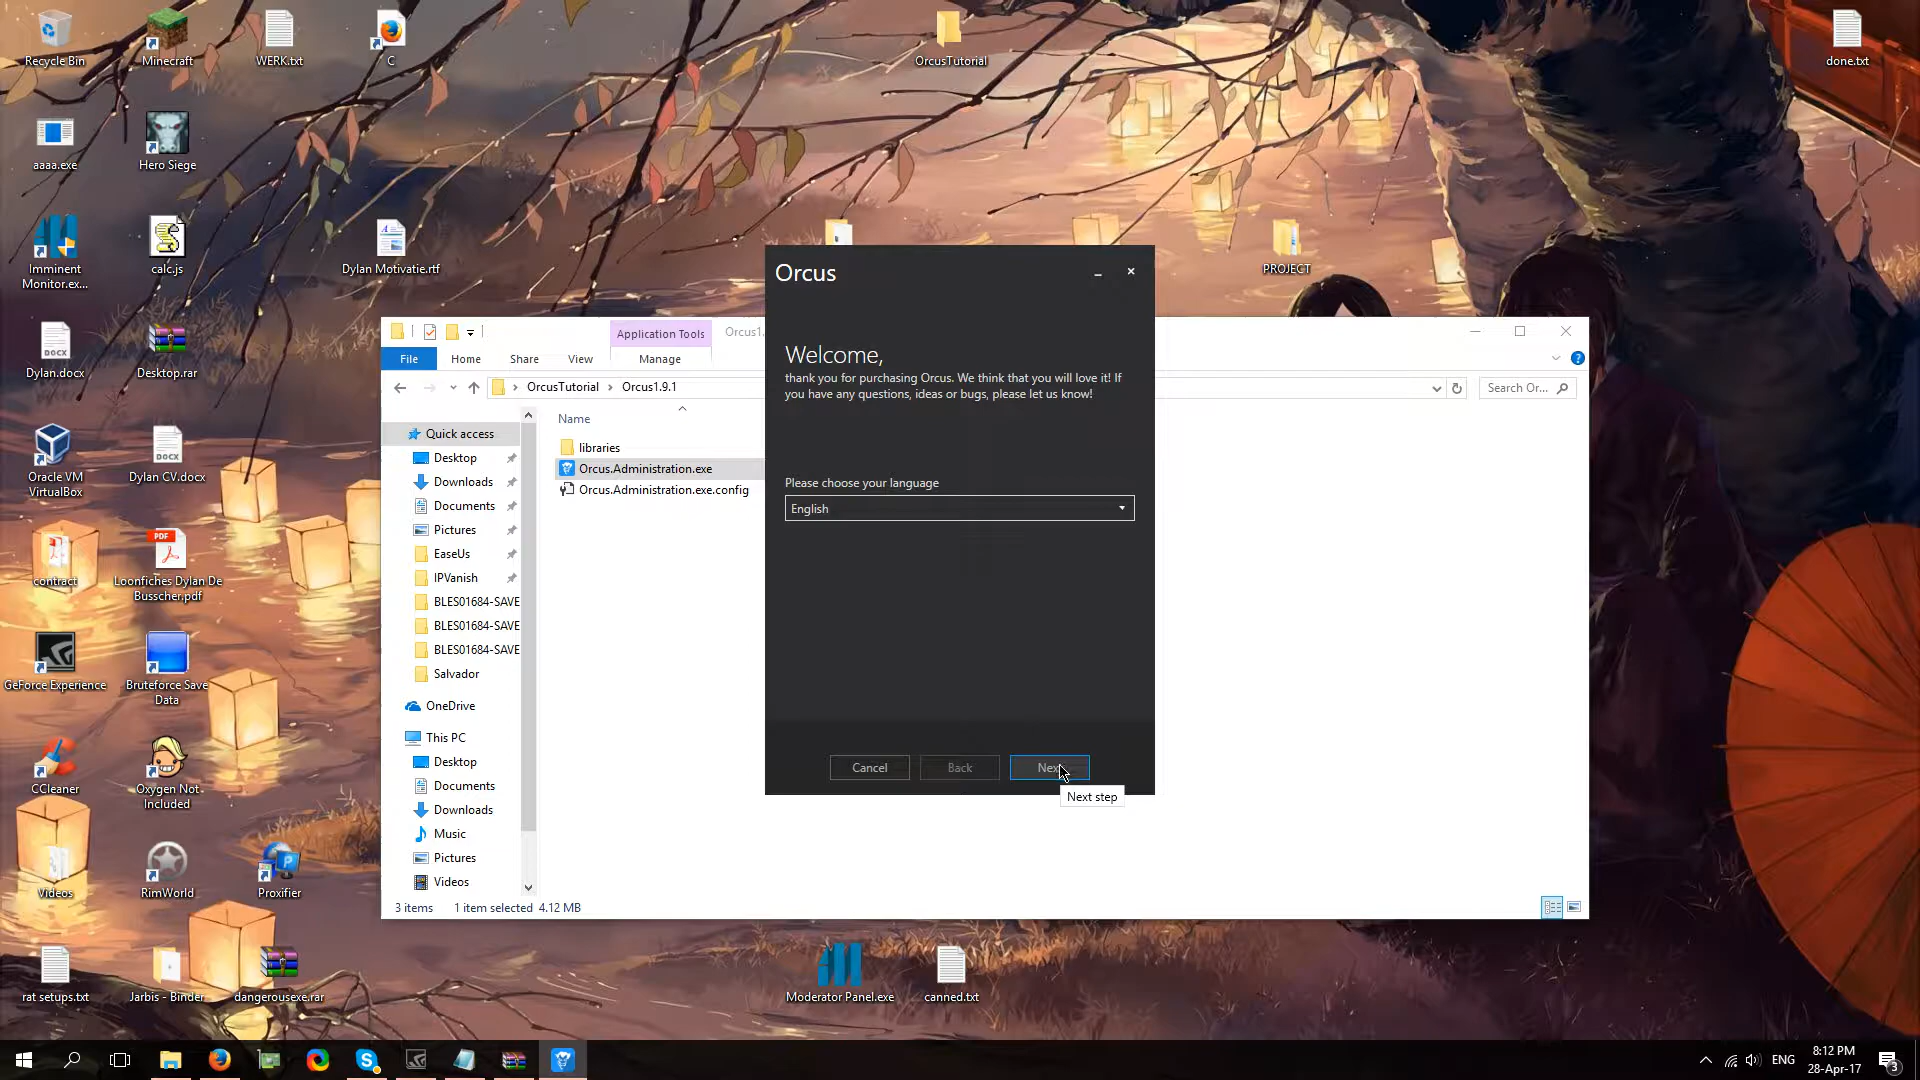 Recycle Bin
Minecraft
WERK.txt
C
OrcusTutorial
done.txt
aaaa.exe
Hero Siege
Imminent
Monitor.ex...
calc.js
Dylan Motivatie.rtf
PROJECT
DOCX
Dylan.docx
Desktop.rar
Oracle VM
VirtualBox
DOCX
Dylan CV.docx
contract
PDF
Loonfiches Dylan De
Busscher.pdf
GeForce Experience
Bruteforce Save
Data
CCleaner
Oxygen Not
Included
Videos
RimWorld
Proxifier
rat setups.txt
Jarbis - Binder
dangerousexe.rar
Moderator Panel.exe
canned.txt
Application Tools
Orcus1.
File
Home
Share
View
Manage
OrcusTutorial
Orcus1.9.1
Search Or...
Quick access
Desktop
Downloads
Documents
Pictures
EaseUs
IPVanish
BLES01684-SAVE
BLES01684-SAVE
BLES01684-SAVE
Salvador
OneDrive
This PC
Desktop
Documents
Downloads
Music
Pictures
Videos
Name
libraries
Orcus.Administration.exe
Orcus.Administration.exe.config
3 items
1 item selected 4.12 MB
Orcus
Welcome,
thank you for purchasing Orcus. We think that you will love it! If
you have any questions, ideas or bugs, please let us know!
Please choose your language
English
Cancel
Back
Next
Next step
ENG
8:12 PM
28-Apr-17
3